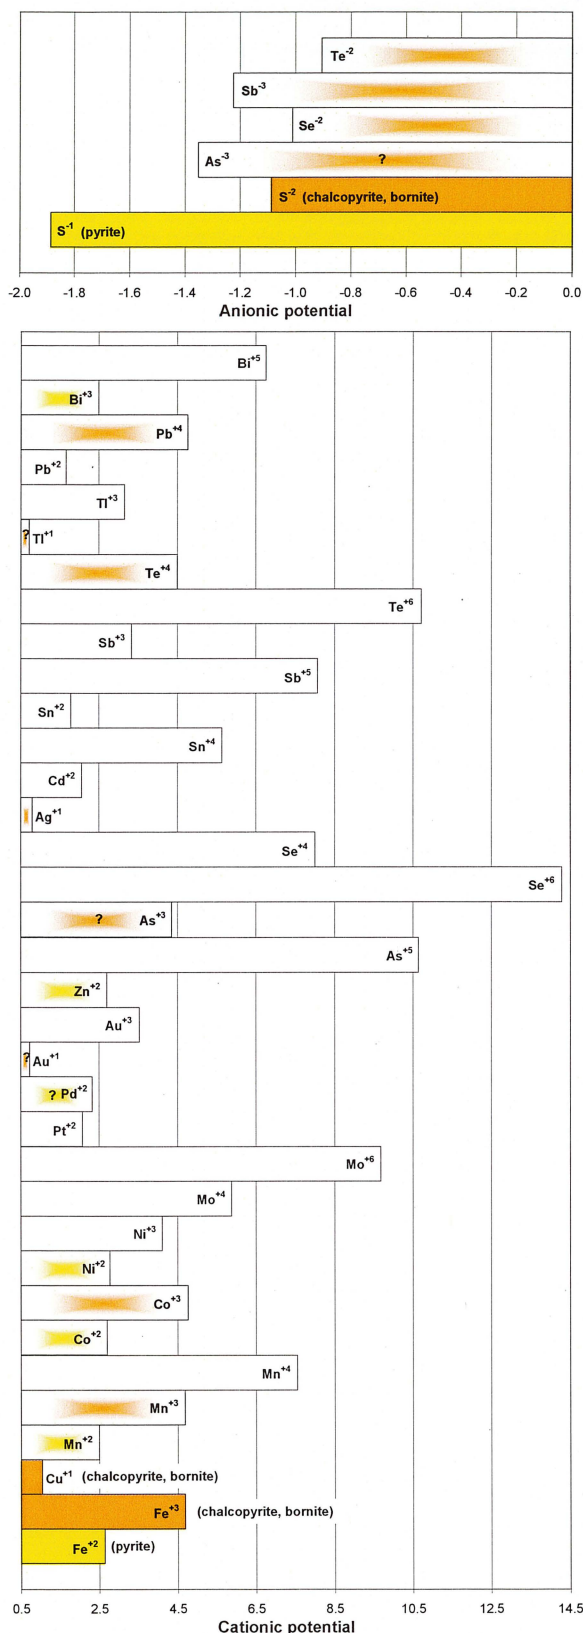 Te-2
Sb-3
Se-2
As-3 ?
S-2 (chalcopyrite, bornite)
S-1 (pyrite)
-2.0 -1.8 -1.6 -1.4 -1.2 -1.0 -0.8 -0.6 -0.4 -0.2 0.0
Anionic potential
Bi+5
Bi+3
Pb+4
Pb+2
Tl+3
? Tl+1
Te+4
Te+6
Sb+3
Sb+5
Sn+2
Sn+4
Cd+2
Ag+1
Se+4
Se+6
? As+3
As+5
Zn+2
Au+3
? Au+1
? Pd+2
Pt+2
Mo+6
Mo+4
Ni+3
Ni+2
Co+3
Co+2
Mn+4
Mn+3
Mn+2
Cu+1 (chalcopyrite, bornite)
Fe+3 (chalcopyrite, bornite)
Fe+2 (pyrite)
0.5 2.5 4.5 6.5 8.5 10.5 12.5 14.5
Cationic potential